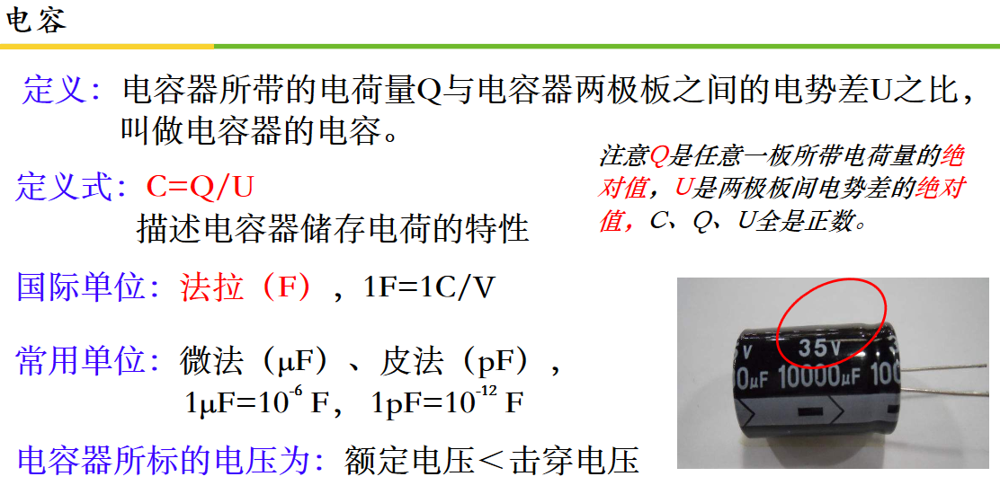 电容
定义：电容器所带的电荷量Q与电容器两极板之间的电势差U之比，
叫做电容器的电容。
注意Q是任意一板所带电荷量的绝
对值，U是两极板间电势差的绝对
值，C、Q、U全是正数。
定义式：C=Q/U
描述电容器储存电荷的特性
国际单位：法拉（F），1F=1C/V
常用单位：微法（μF）、皮法（pF），
1μF=10⁻⁶ F， 1pF=10⁻¹² F
电容器所标的电压为：额定电压＜击穿电压
V 35V
0μF 10000μF 100